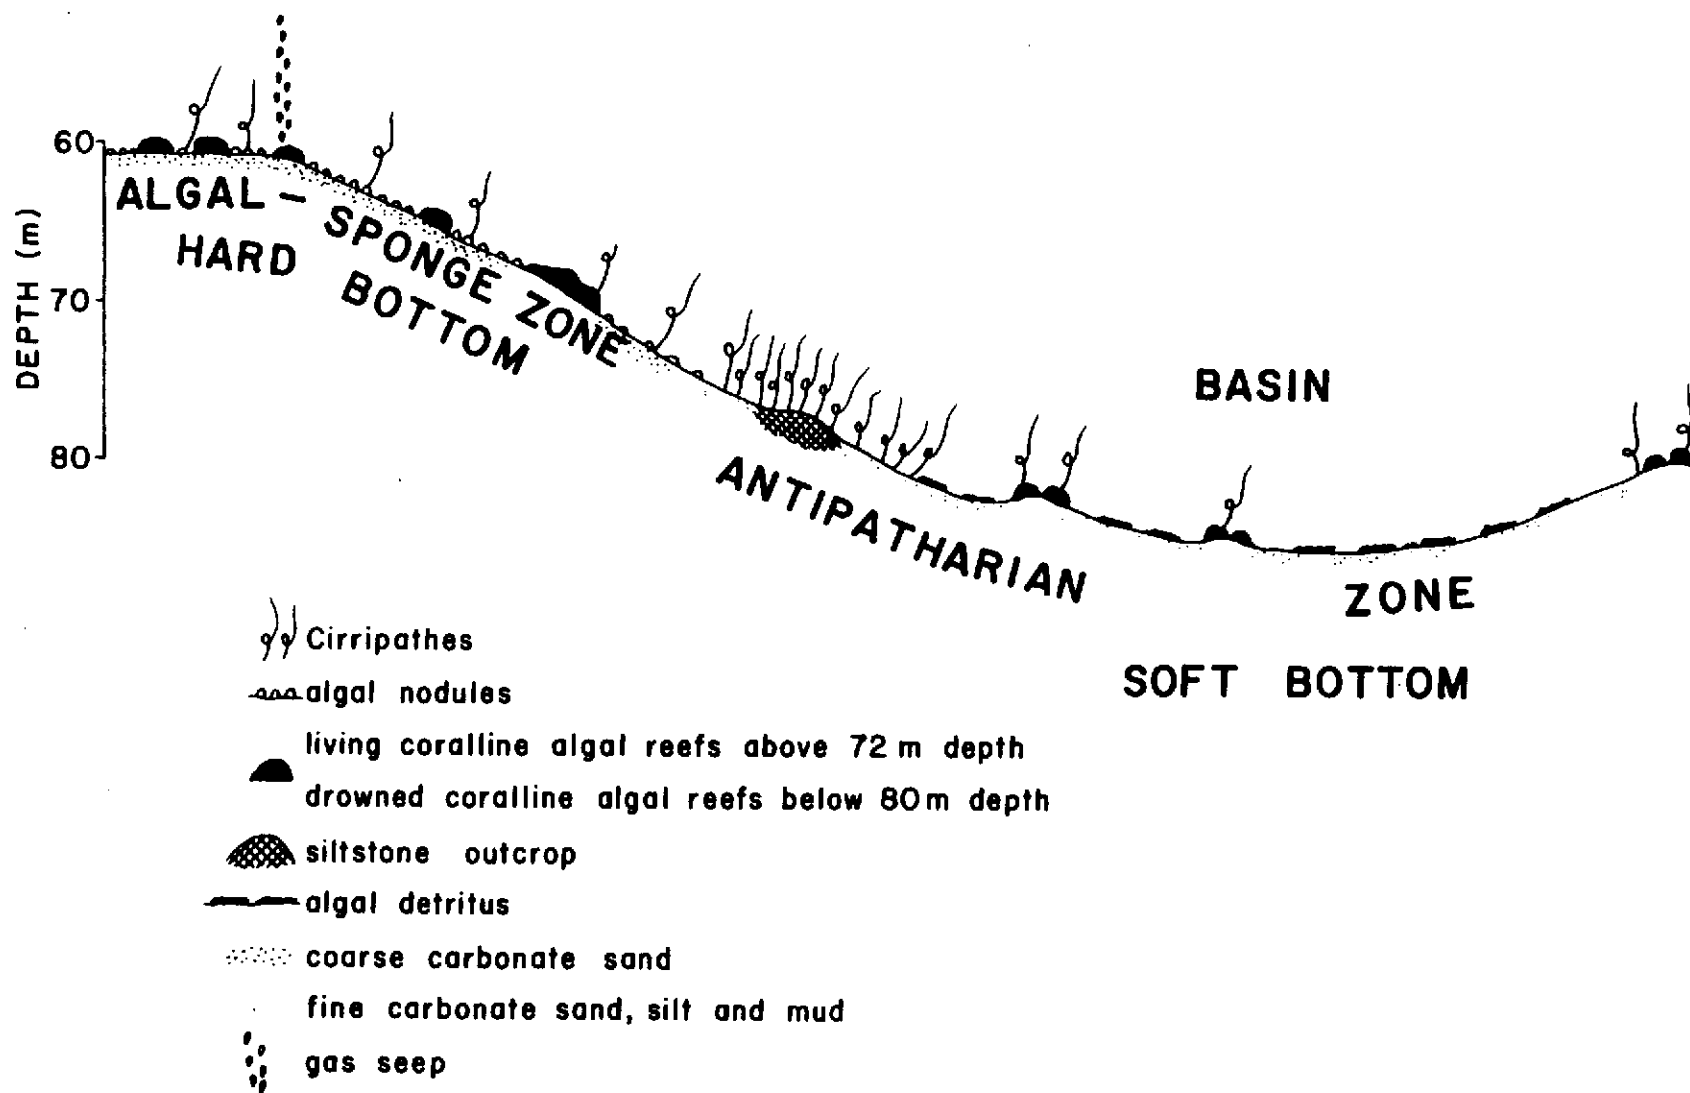 60
70
80
DEPTH (m)
ALGAL – SPONGE ZONE
HARD BOTTOM
BASIN
ANTIPATHARIAN ZONE
SOFT BOTTOM
Cirripathes
algal nodules
living coralline algal reefs above 72 m depth
drowned coralline algal reefs below 80 m depth
siltstone outcrop
algal detritus
coarse carbonate sand
fine carbonate sand, silt and mud
gas seep